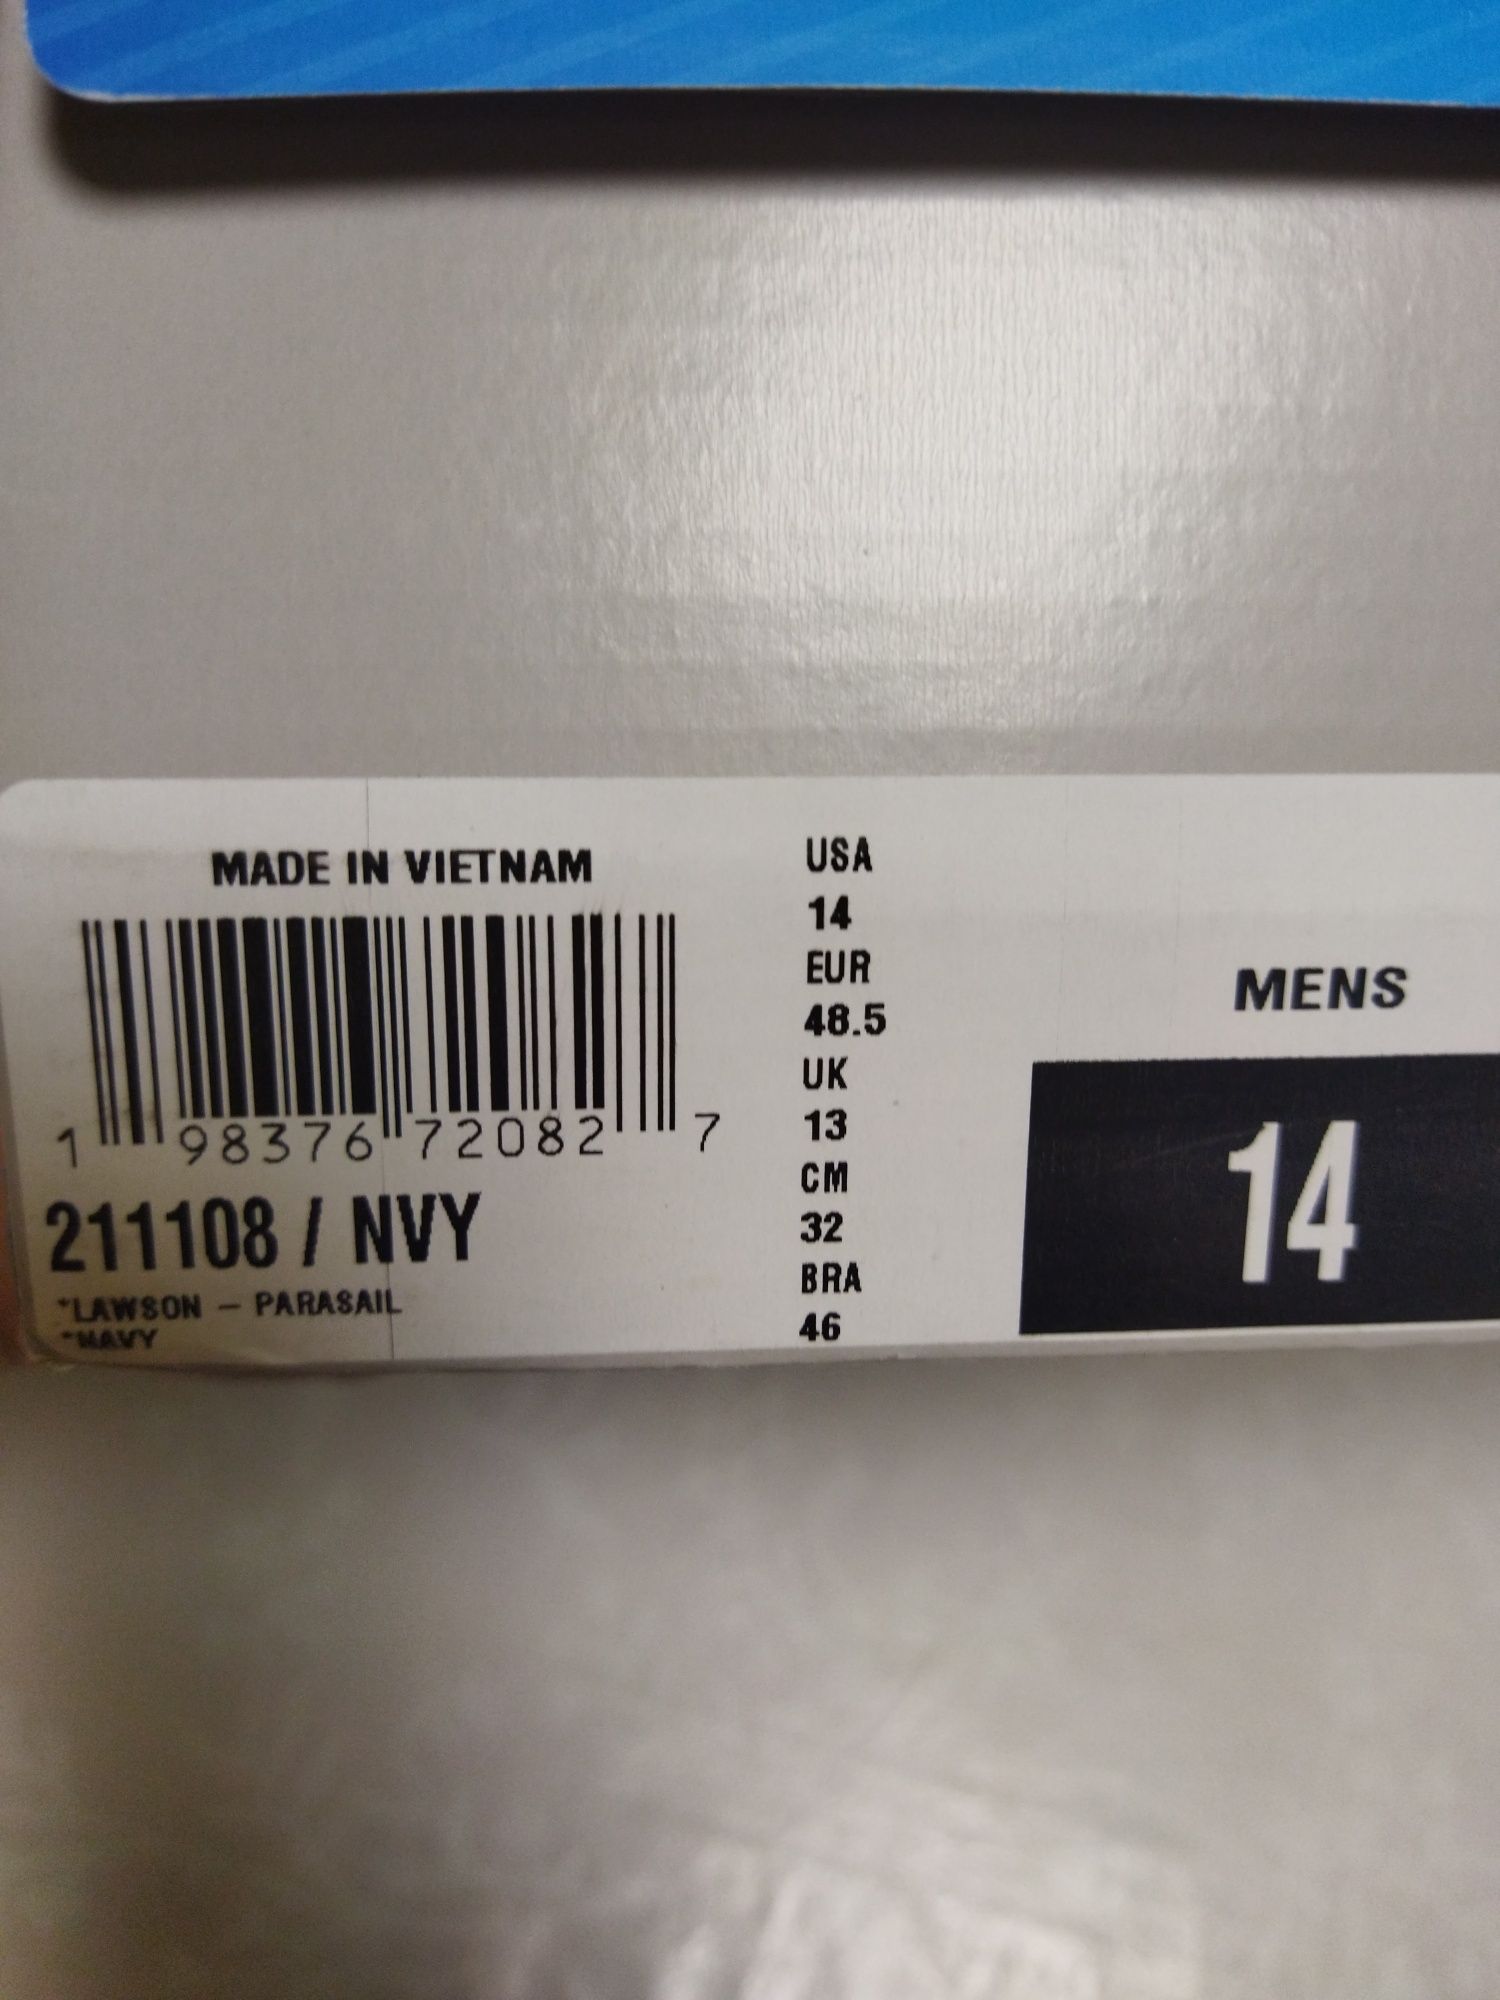 MADE IN VIETNAM
1 98376 72082 7
211108 / NVY
*LAWSON – PARASAIL
*NAVY
USA
14
EUR
48.5
UK
13
CM
32
BRA
46
MENS
14